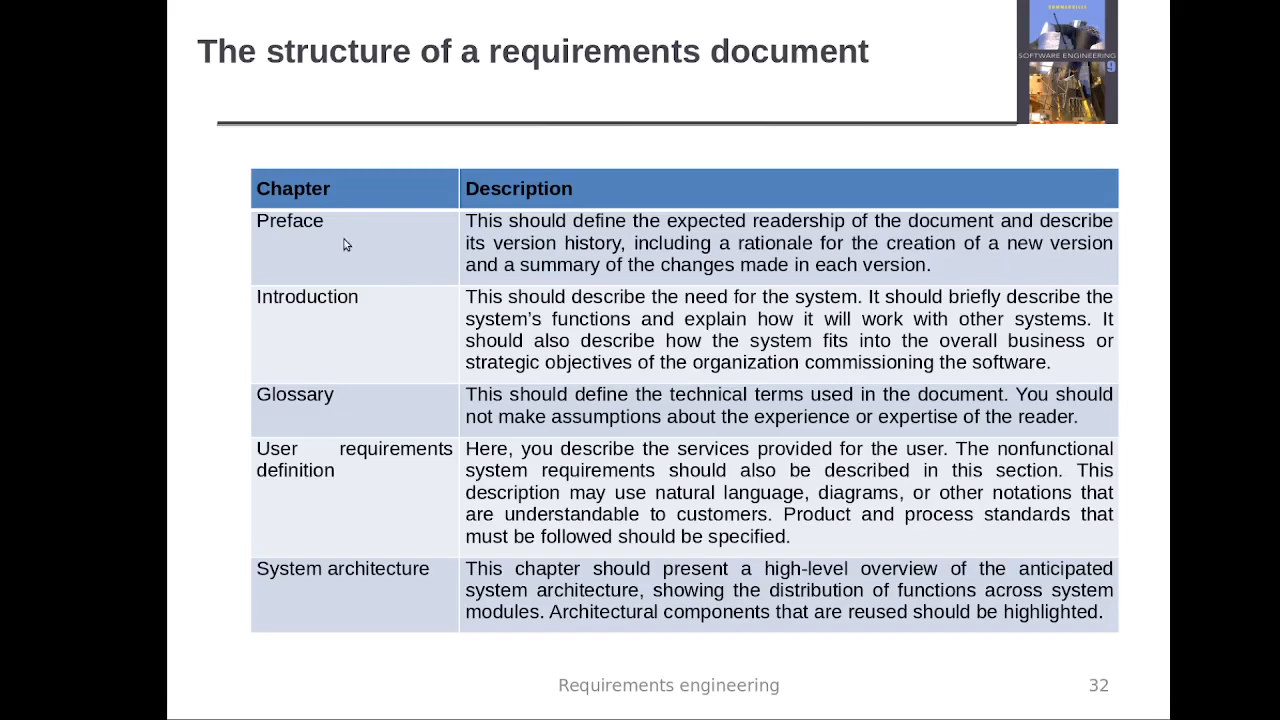 The structure of a requirements document
SOMMERVILLE
SOFTWARE ENGINEERING
9
Chapter
Description
Preface
This should define the expected readership of the document and describe
its version history, including a rationale for the creation of a new version
and a summary of the changes made in each version.
Introduction
This should describe the need for the system. It should briefly describe the
system’s functions and explain how it will work with other systems. It
should also describe how the system fits into the overall business or
strategic objectives of the organization commissioning the software.
Glossary
This should define the technical terms used in the document. You should
not make assumptions about the experience or expertise of the reader.
User requirements
definition
Here, you describe the services provided for the user. The nonfunctional
system requirements should also be described in this section. This
description may use natural language, diagrams, or other notations that
are understandable to customers. Product and process standards that
must be followed should be specified.
System architecture
This chapter should present a high-level overview of the anticipated
system architecture, showing the distribution of functions across system
modules. Architectural components that are reused should be highlighted.
Requirements engineering
32